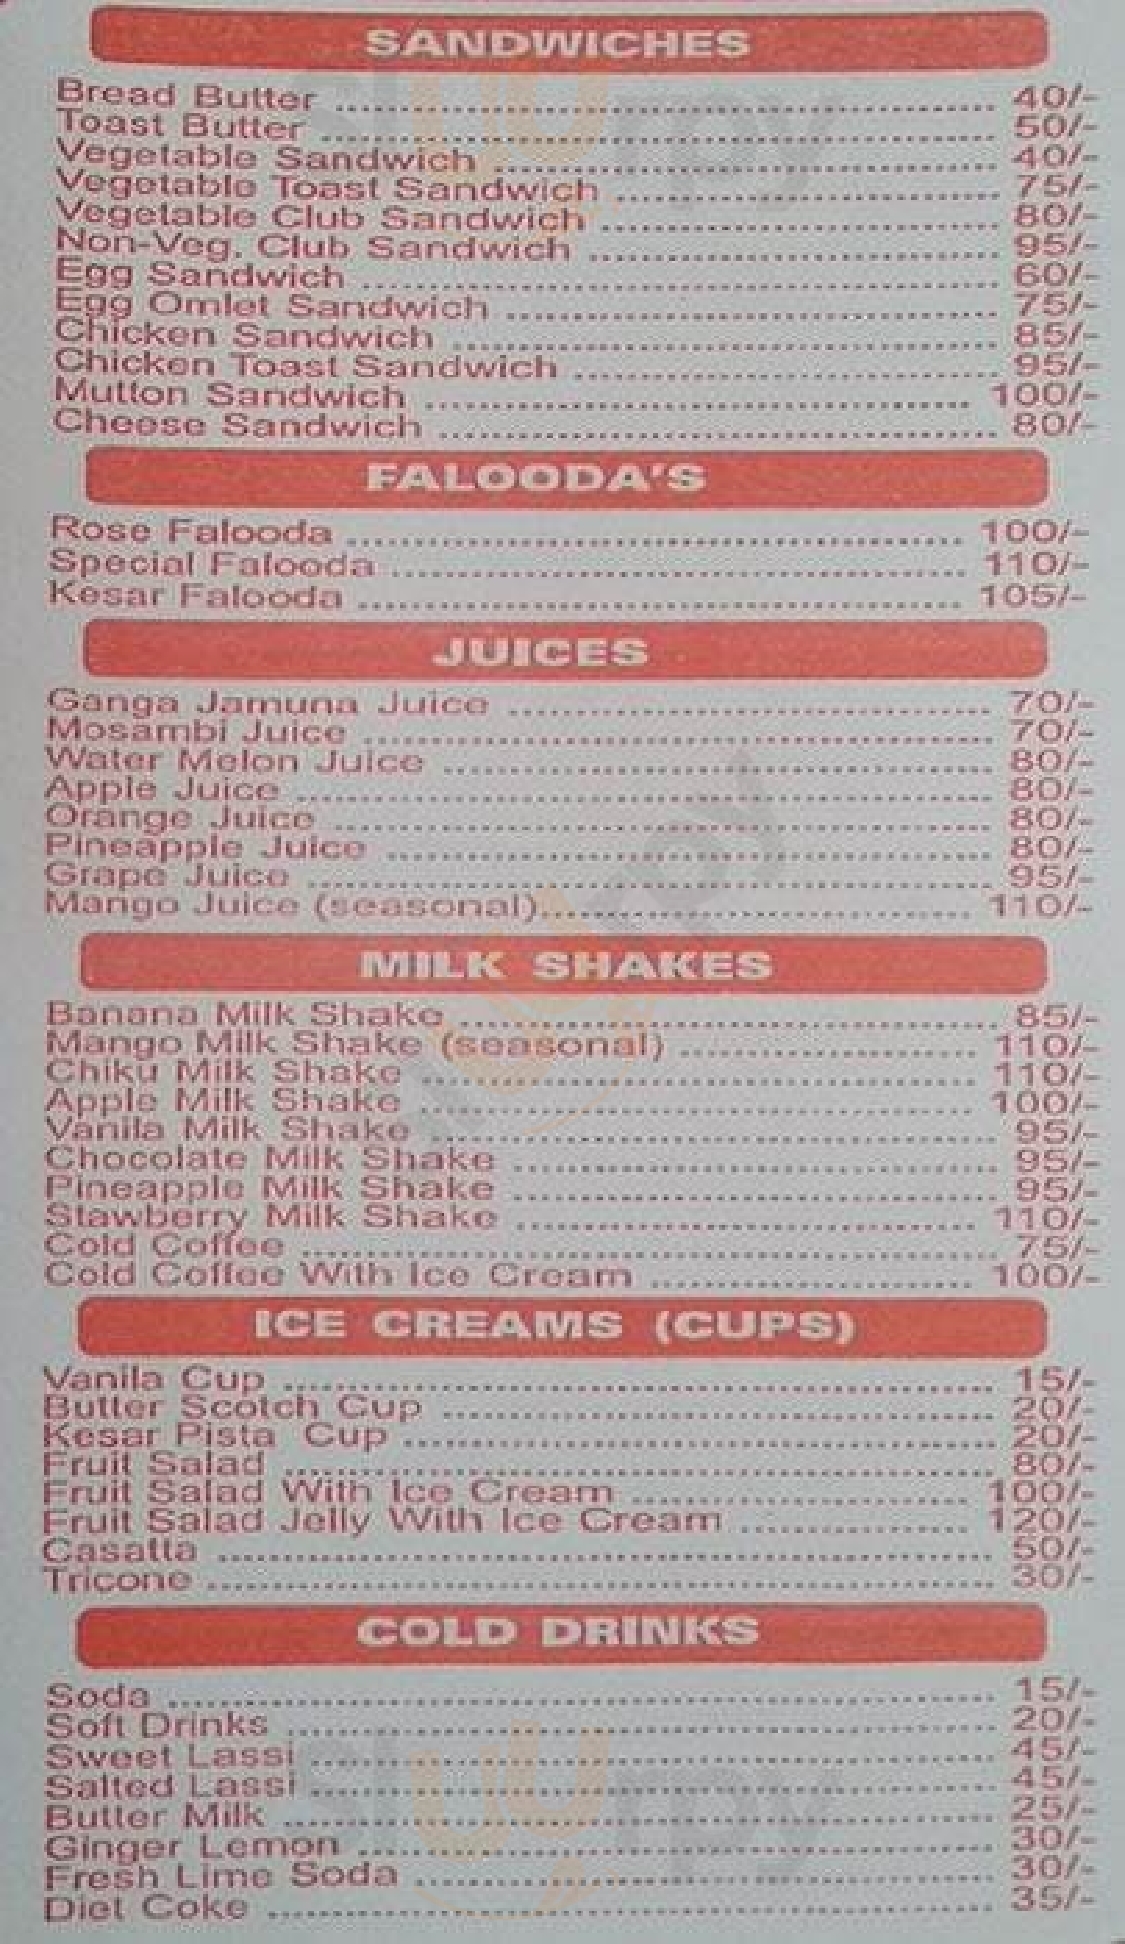 SANDWICHES
Bread Butter 40/-
Toast Butter 50/-
Vegetable Sandwich 40/-
Vegetable Toast Sandwich 75/-
Vegetable Club Sandwich 80/-
Non-Veg. Club Sandwich 95/-
Egg Sandwich 60/-
Egg Omlet Sandwich 75/-
Chicken Sandwich 85/-
Chicken Toast Sandwich 95/-
Mutton Sandwich 100/-
Cheese Sandwich 80/-
FALOODA'S
Rose Falooda 100/-
Special Falooda 110/-
Kesar Falooda 105/-
JUICES
Ganga Jamuna Juice 70/-
Mosambi Juice 70/-
Water Melon Juice 80/-
Apple Juice 80/-
Orange Juice 80/-
Pineapple Juice 80/-
Grape Juice 95/-
Mango Juice (seasonal) 110/-
MILK SHAKES
Banana Milk Shake 85/-
Mango Milk Shake (seasonal) 110/-
Chiku Milk Shake 110/-
Apple Milk Shake 100/-
Vanila Milk Shake 95/-
Chocolate Milk Shake 95/-
Pineapple Milk Shake 95/-
Stawberry Milk Shake 110/-
Cold Coffee 75/-
Cold Coffee With Ice Cream 100/-
ICE CREAMS (CUPS)
Vanila Cup 15/-
Butter Scotch Cup 20/-
Kesar Pista Cup 20/-
Fruit Salad 80/-
Fruit Salad With Ice Cream 100/-
Fruit Salad Jelly With Ice Cream 120/-
Casatta 50/-
Tricone 30/-
COLD DRINKS
Soda 15/-
Soft Drinks 20/-
Sweet Lassi 45/-
Salted Lassi 45/-
Butter Milk 25/-
Ginger Lemon 30/-
Fresh Lime Soda 30/-
Diet Coke 35/-